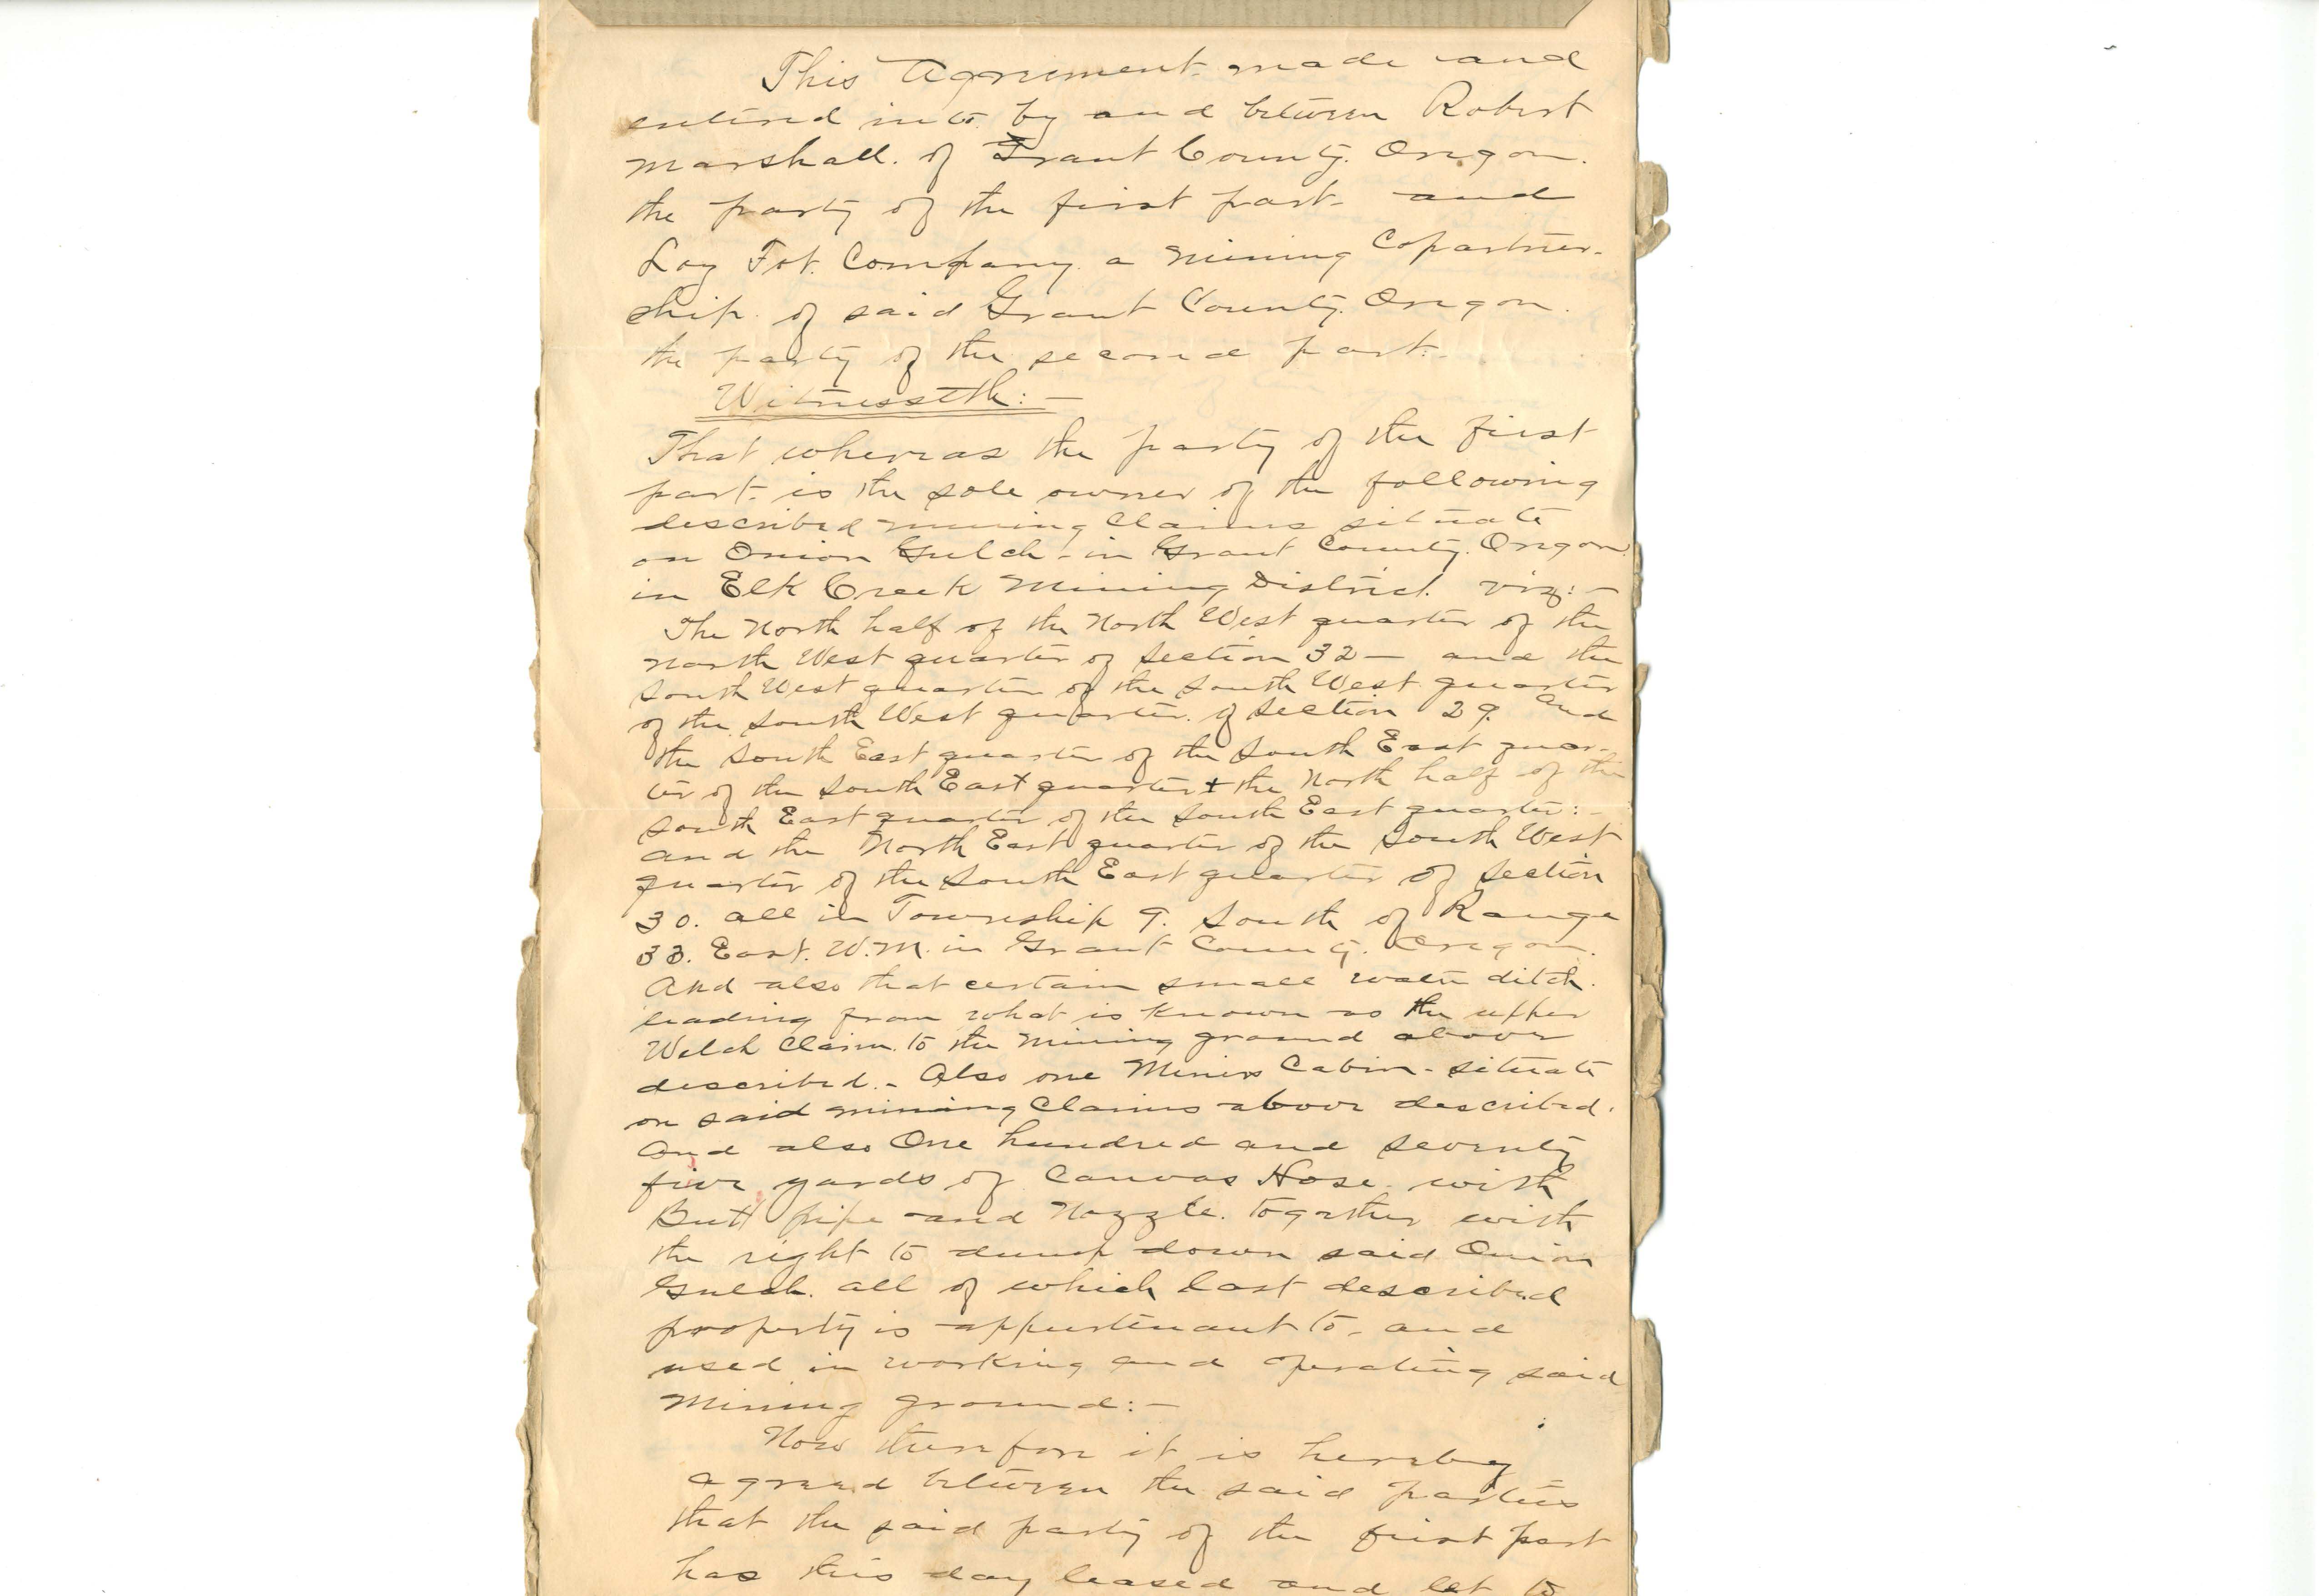 This Agreement made and
entered into by and between Robert
Marshall. of Grant County. Oregon.
the party of the first part- and
Loy Fot. Company. a Mining Copartner-
ship. of said Grant County. Oregon.
the party of the second part.-
Witnesseth:-
That whereas the party of the first
part- is the sole owner of the following
described mining Claims situate
on Onion Gulch - in Grant County. Oregon.
in Elk Creek Mining District. viz:-
The North half of the North West quarter of the
North West quarter of Section 32- and the
South West quarter of the South West quarter
of the South West quarter. of Section 29. And
the South East quarter of the South East quar-
ter of the South East quarter + the North half of the
South East quarter of the South East quarter:-
and the North East quarter of the South West
quarter of the South East quarter of Section
30. all in Township 9. South of Range
33. East. W.M. in Grant County. Oregon.
And also that certain small water ditch.
leading from what is known as the upper
Welch Claim. to the Mining ground above
described.- Also one Miners Cabin - situate
on said mining Claims above described.
And also One hundred and seventy
five yards of Canvas Hose. with
Butt pipe and Nozzle. together with
the right to dump down said Onion
Gulch. all of which last described
property is appurtenant to- and
used in working and operating said
Mining ground:-
Now therefore it is hereby
agreed between the said parties
that the said party of the first part
has this day leased and let to